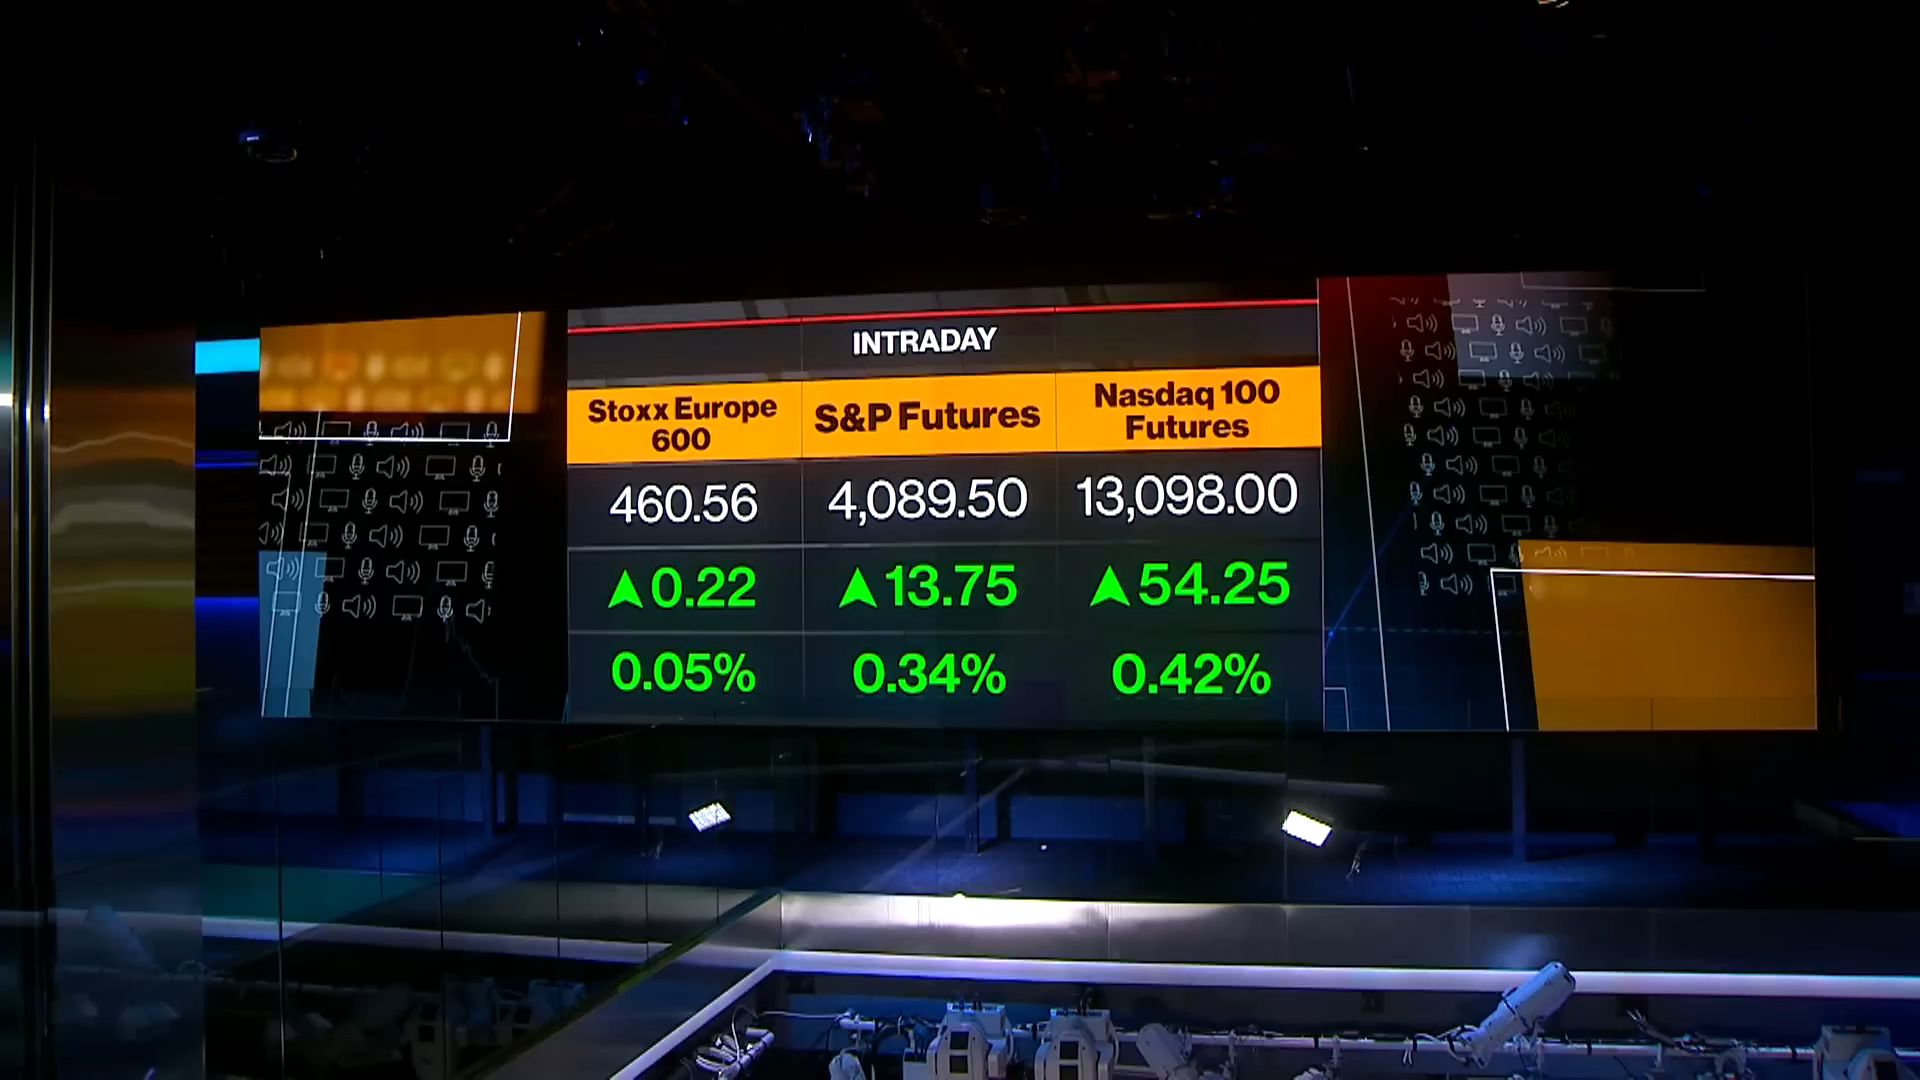 INTRADAY
Stoxx Europe
600
S&P Futures
Nasdaq 100
Futures
460.56
4,089.50
13,098.00
▲0.22
▲13.75
▲54.25
0.05%
0.34%
0.42%